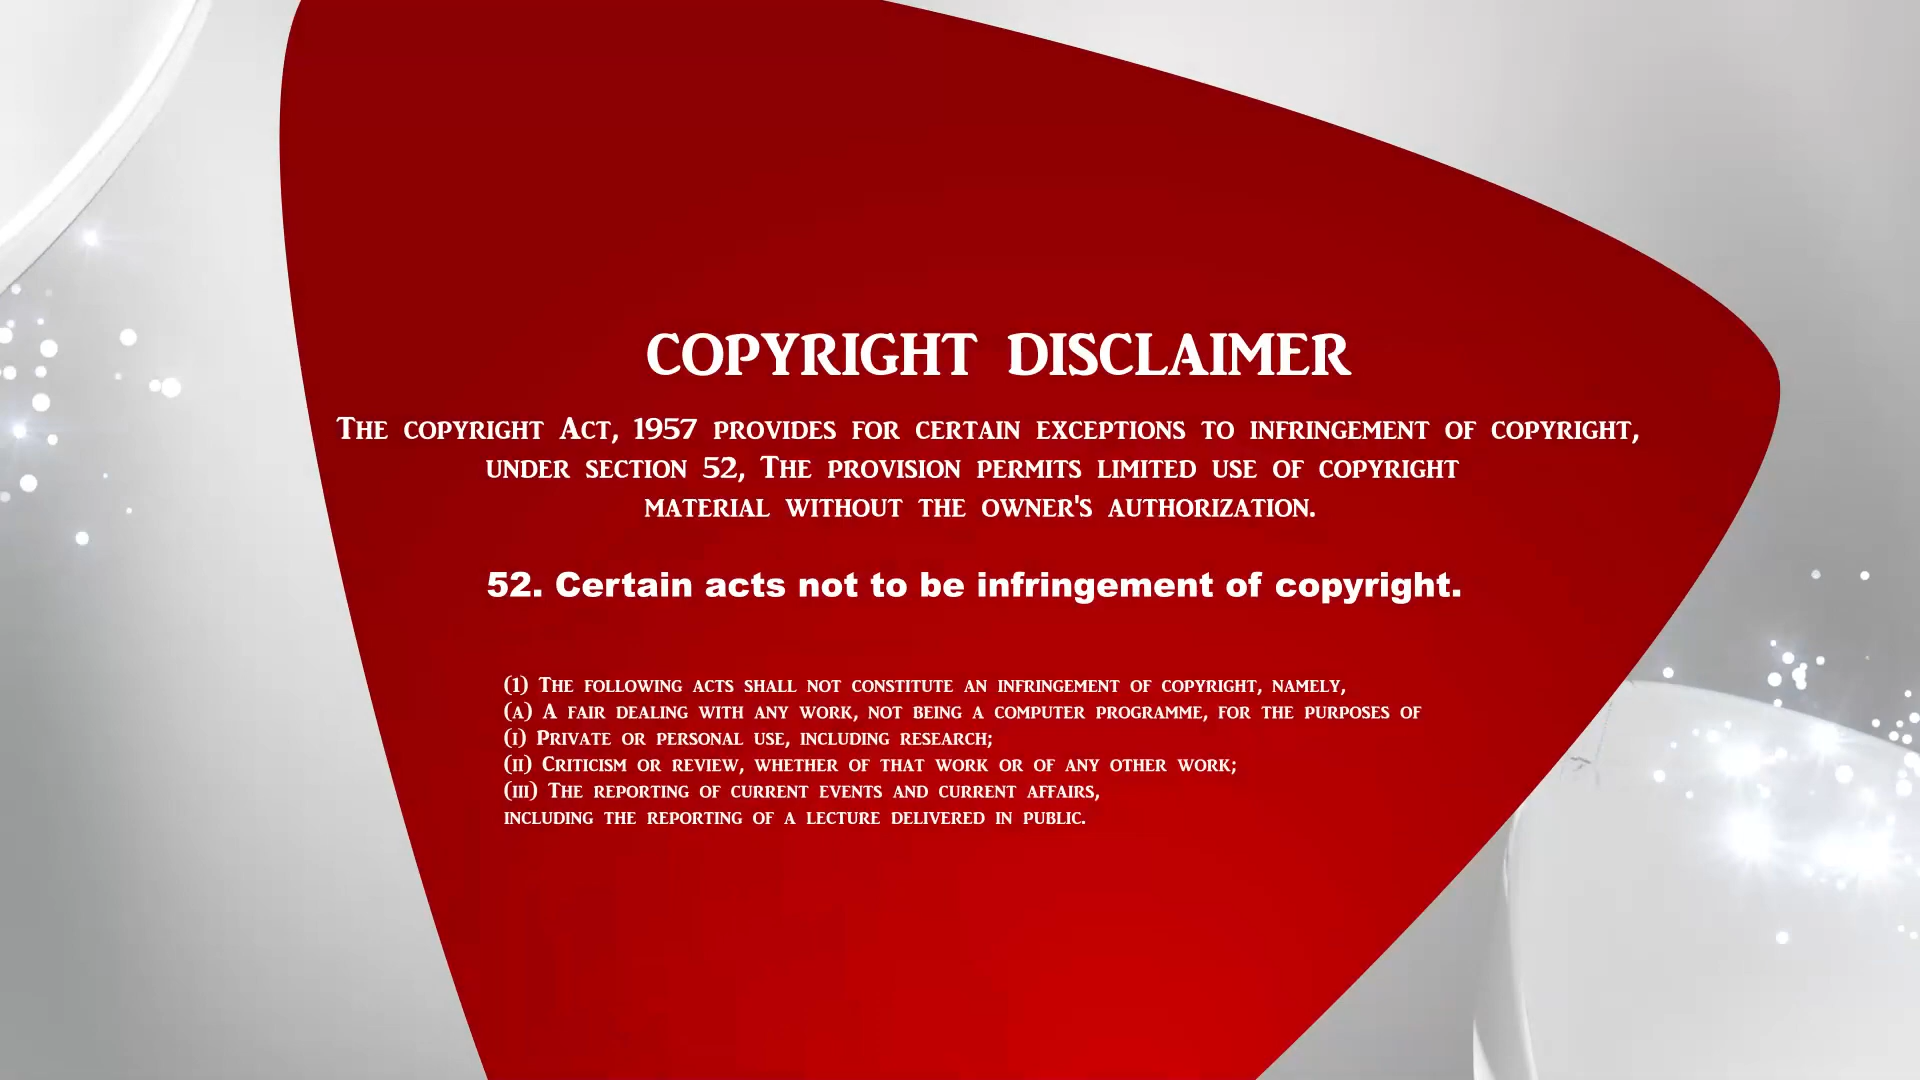 COPYRIGHT DISCLAIMER
The copyright Act, 1957 provides for certain exceptions to infringement of copyright,
under section 52, The provision permits limited use of copyright
material without the owner's authorization.
52. Certain acts not to be infringement of copyright.
(1) The following acts shall not constitute an infringement of copyright, namely,
(a) A fair dealing with any work, not being a computer programme, for the purposes of
(i) Private or personal use, including research;
(ii) Criticism or review, whether of that work or of any other work;
(iii) The reporting of current events and current affairs,
including the reporting of a lecture delivered in public.